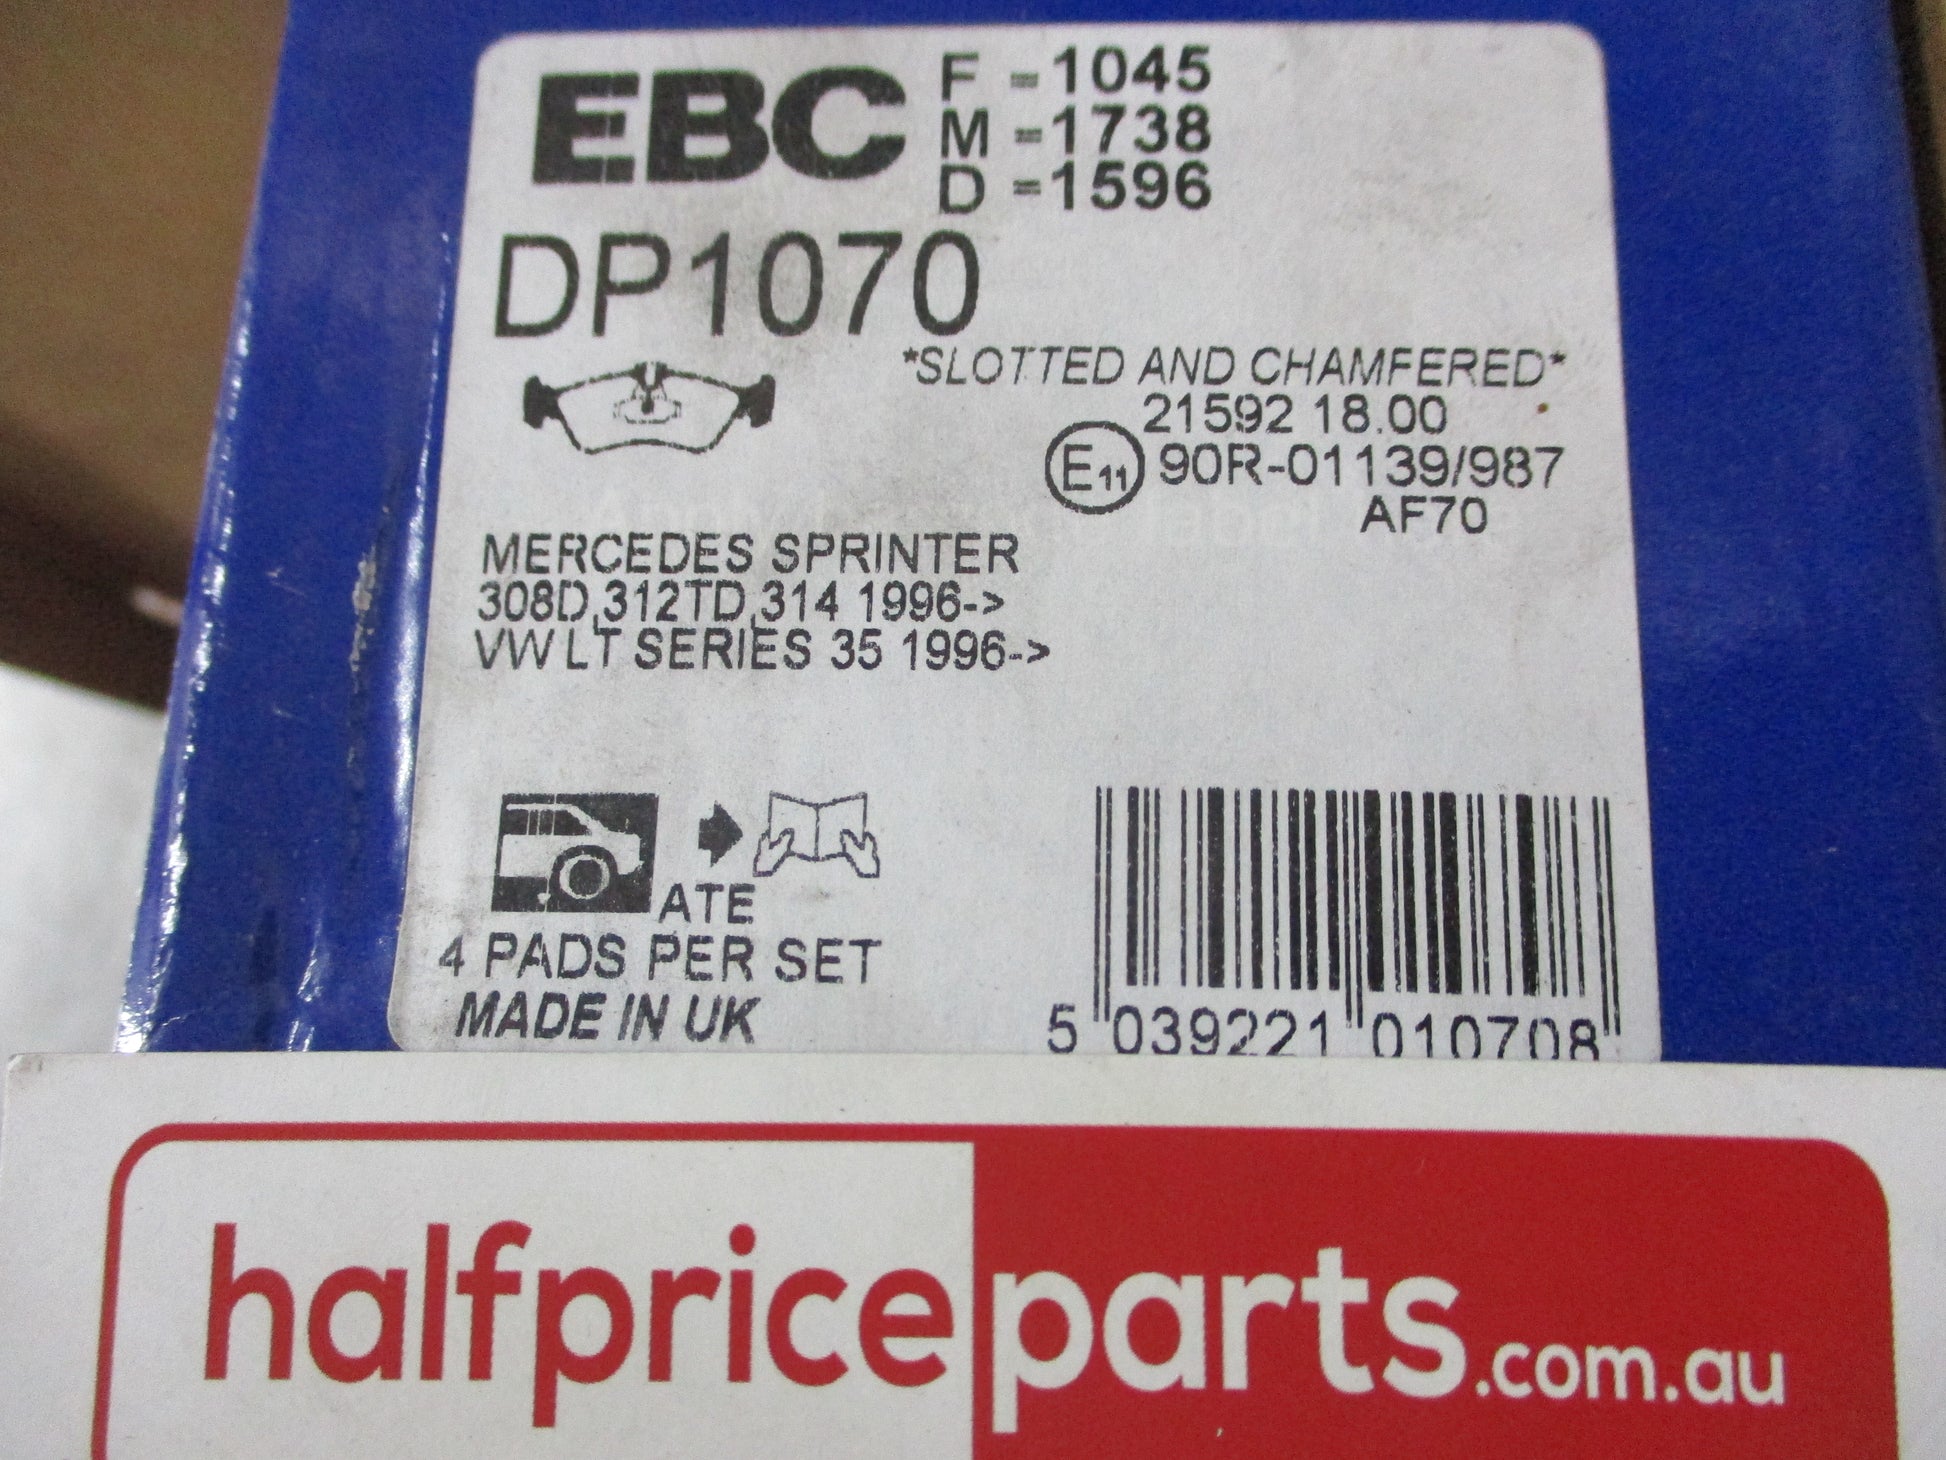 EBC
F = 1045
M = 1738
D = 1596
DP1070
*SLOTTED AND CHAMFERED*
21592 18.00
E11 90R-01139/987
AF70
MERCEDES SPRINTER
308D,312TD,314 1996->
VW LT SERIES 35 1996->
ATE
4 PADS PER SET
MADE IN UK
5 039221 010708
halfpriceparts.com.au